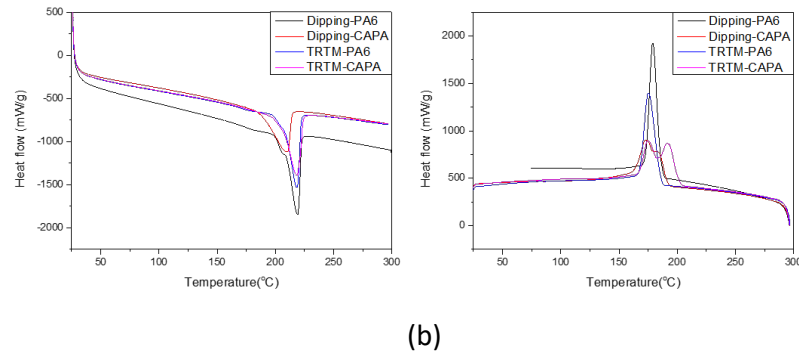 500
0
-500
-1000
-1500
-2000
Heat flow (mW/g)
50
100
150
200
250
300
Temperature(°C)
Dipping-PA6
Dipping-CAPA
TRTM-PA6
TRTM-CAPA
2000
1500
1000
500
0
Heat flow (mW/g)
50
100
150
200
250
300
Temperature(°C)
Dipping-PA6
Dipping-CAPA
TRTM-PA6
TRTM-CAPA
(b)